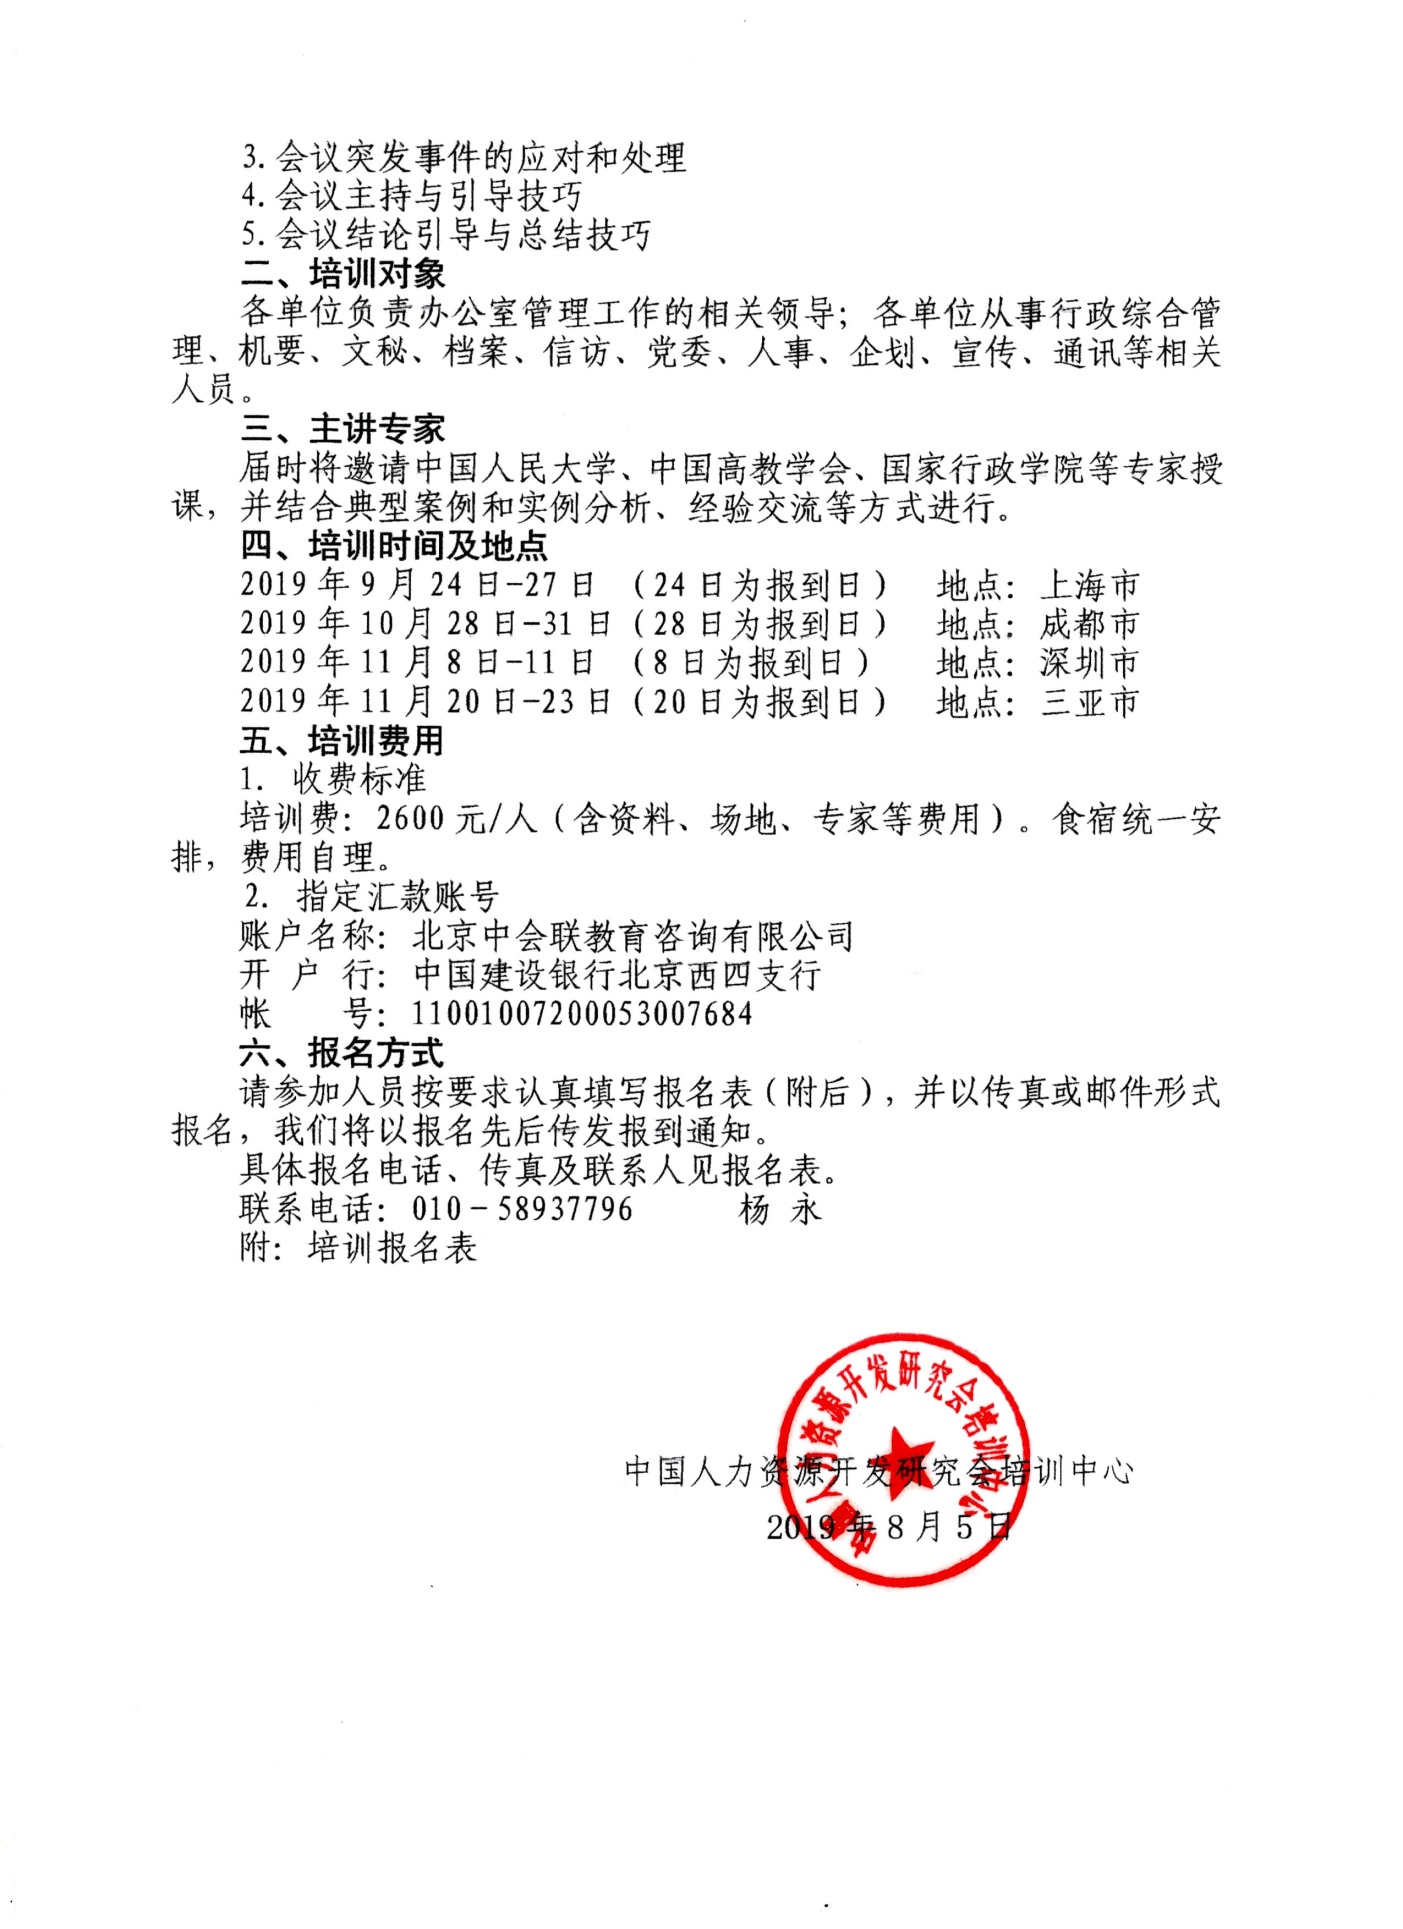 3. 会议突发事件的应对和处理
4. 会议主持与引导技巧
5. 会议结论引导与总结技巧
二、培训对象
各单位负责办公室管理工作的相关领导；各单位从事行政综合管
理、机要、文秘、档案、信访、党委、人事、企划、宣传、通讯等相关
人员。
三、主讲专家
届时将邀请中国人民大学、中国高教学会、国家行政学院等专家授
课，并结合典型案例和实例分析、经验交流等方式进行。
四、培训时间及地点
2019 年 9 月 24 日-27 日 （24 日为报到日） 地点：上海市
2019 年 10 月 28 日-31 日（28 日为报到日） 地点：成都市
2019 年 11 月 8 日-11 日 （8 日为报到日） 地点：深圳市
2019 年 11 月 20 日-23 日（20 日为报到日） 地点：三亚市
五、培训费用
1. 收费标准
培训费：2600 元/人（含资料、场地、专家等费用）。食宿统一安
排，费用自理。
2. 指定汇款账号
账户名称：北京中会联教育咨询有限公司
开 户 行：中国建设银行北京西四支行
帐 号：11001007200053007684
六、报名方式
请参加人员按要求认真填写报名表（附后），并以传真或邮件形式
报名，我们将以报名先后传发报到通知。
具体报名电话、传真及联系人见报名表。
联系电话：010－58937796 杨 永
附：培训报名表
中国人力资源开发研究会培训中心
中国人力资源开发研究会培训中心
2019 年 8 月 5 日